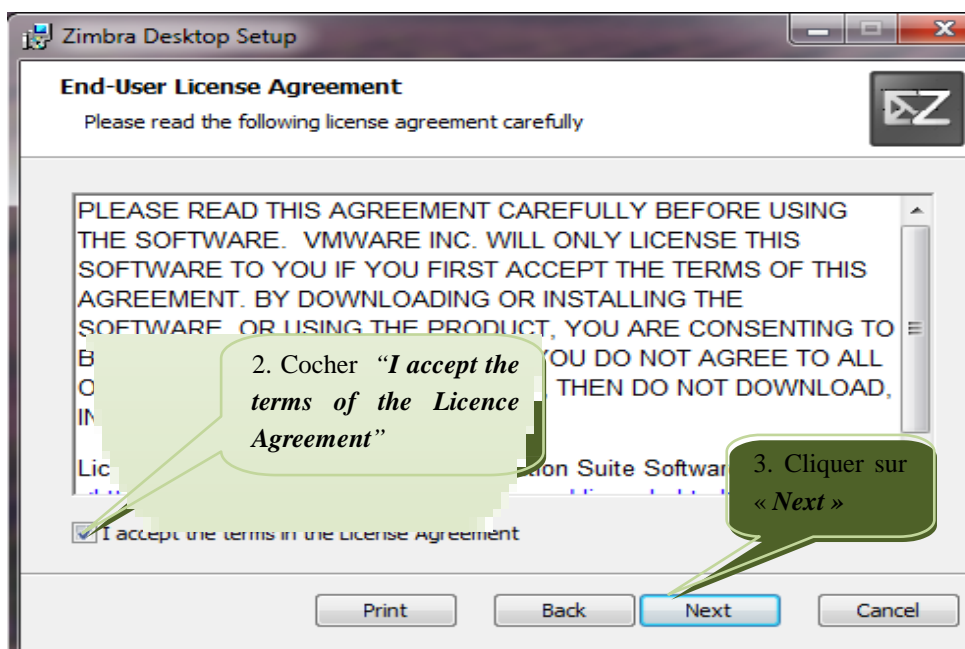 Zimbra Desktop Setup
End-User License Agreement
Please read the following license agreement carefully
PLEASE READ THIS AGREEMENT CAREFULLY BEFORE USING
THE SOFTWARE. VMWARE INC. WILL ONLY LICENSE THIS
SOFTWARE TO YOU IF YOU FIRST ACCEPT THE TERMS OF THIS
AGREEMENT. BY DOWNLOADING OR INSTALLING THE
SOFTWARE, OR USING THE PRODUCT, YOU ARE CONSENTING TO
YOU DO NOT AGREE TO ALL
, THEN DO NOT DOWNLOAD,
Suite
2. Cocher “I accept the
terms of the Licence
Agreement”
3. Cliquer sur
« Next »
I accept the terms in the License Agreement
Print Back Next Cancel